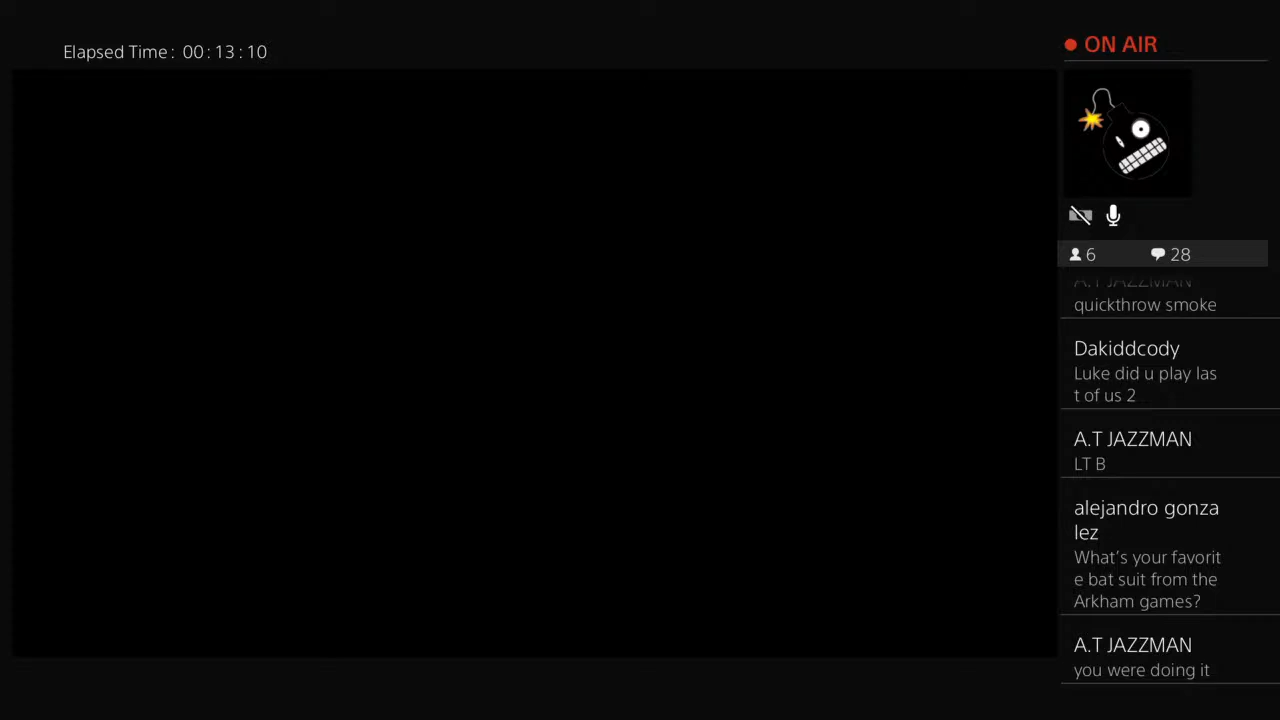 Elapsed Time: 00:13:10
ON AIR
6 28
A.T JAZZMAN
quickthrow smoke
Dakiddcody
Luke did u play las
t of us 2
A.T JAZZMAN
LT B
alejandro gonza
lez
What's your favorit
e bat suit from the
Arkham games?
A.T JAZZMAN
you were doing it